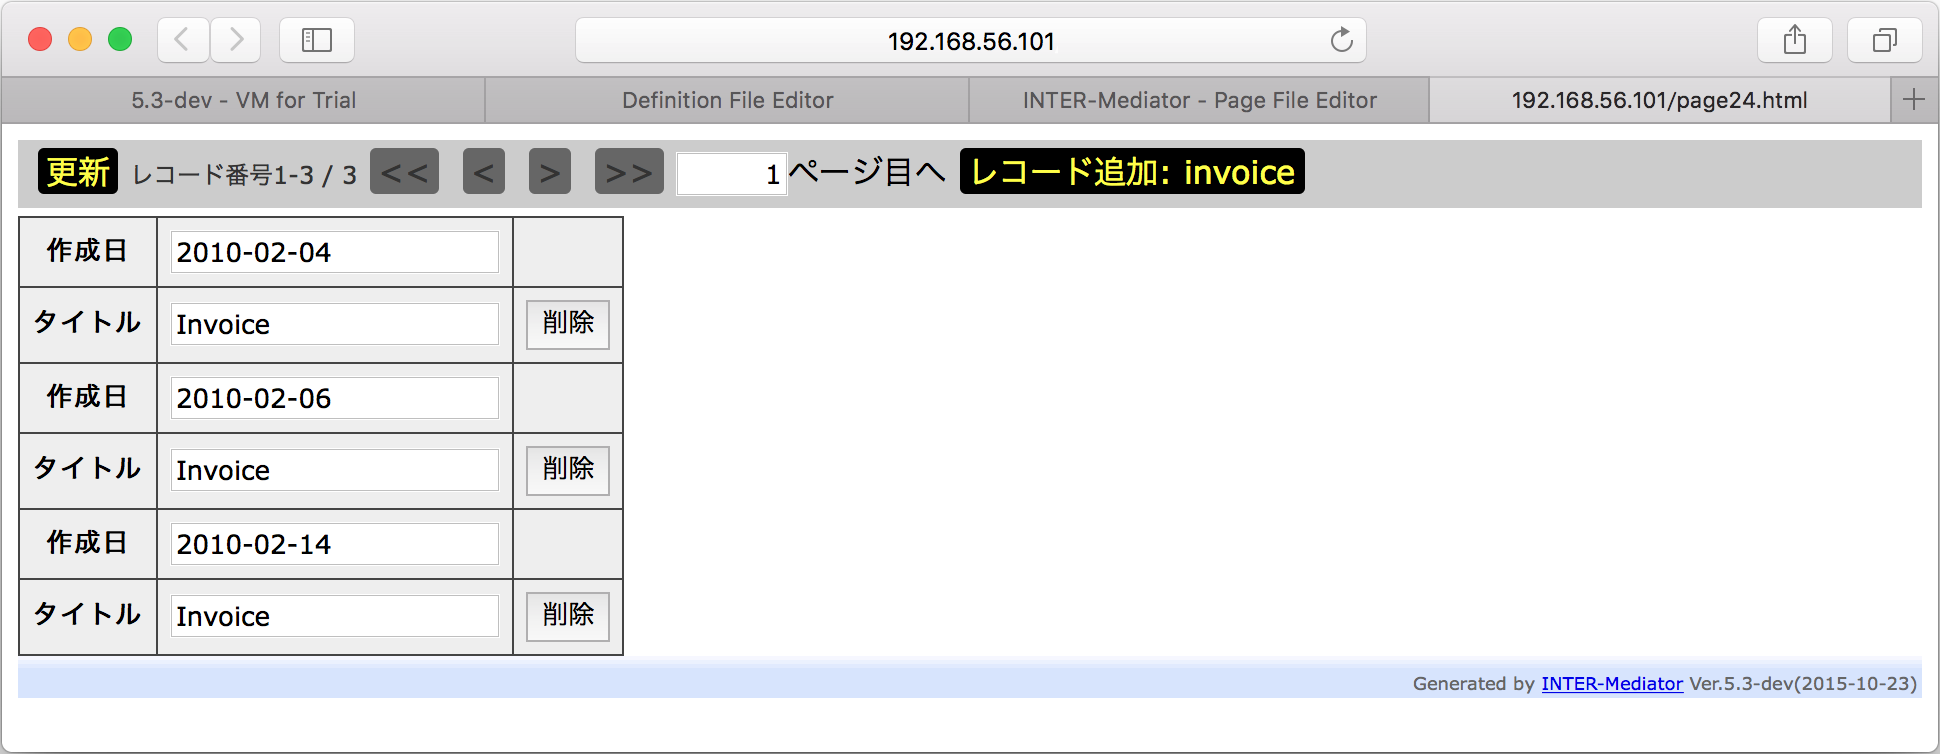 192.168.56.101
5.3-dev - VM for Trial Definition File Editor INTER-Mediator - Page File Editor 192.168.56.101/page24.html
更新 レコード番号1-3 / 3 << < > >> 1 ページ目へ レコード追加: invoice
作成日 2010-02-04
タイトル Invoice 削除
作成日 2010-02-06
タイトル Invoice 削除
作成日 2010-02-14
タイトル Invoice 削除
Generated by INTER-Mediator Ver.5.3-dev(2015-10-23)